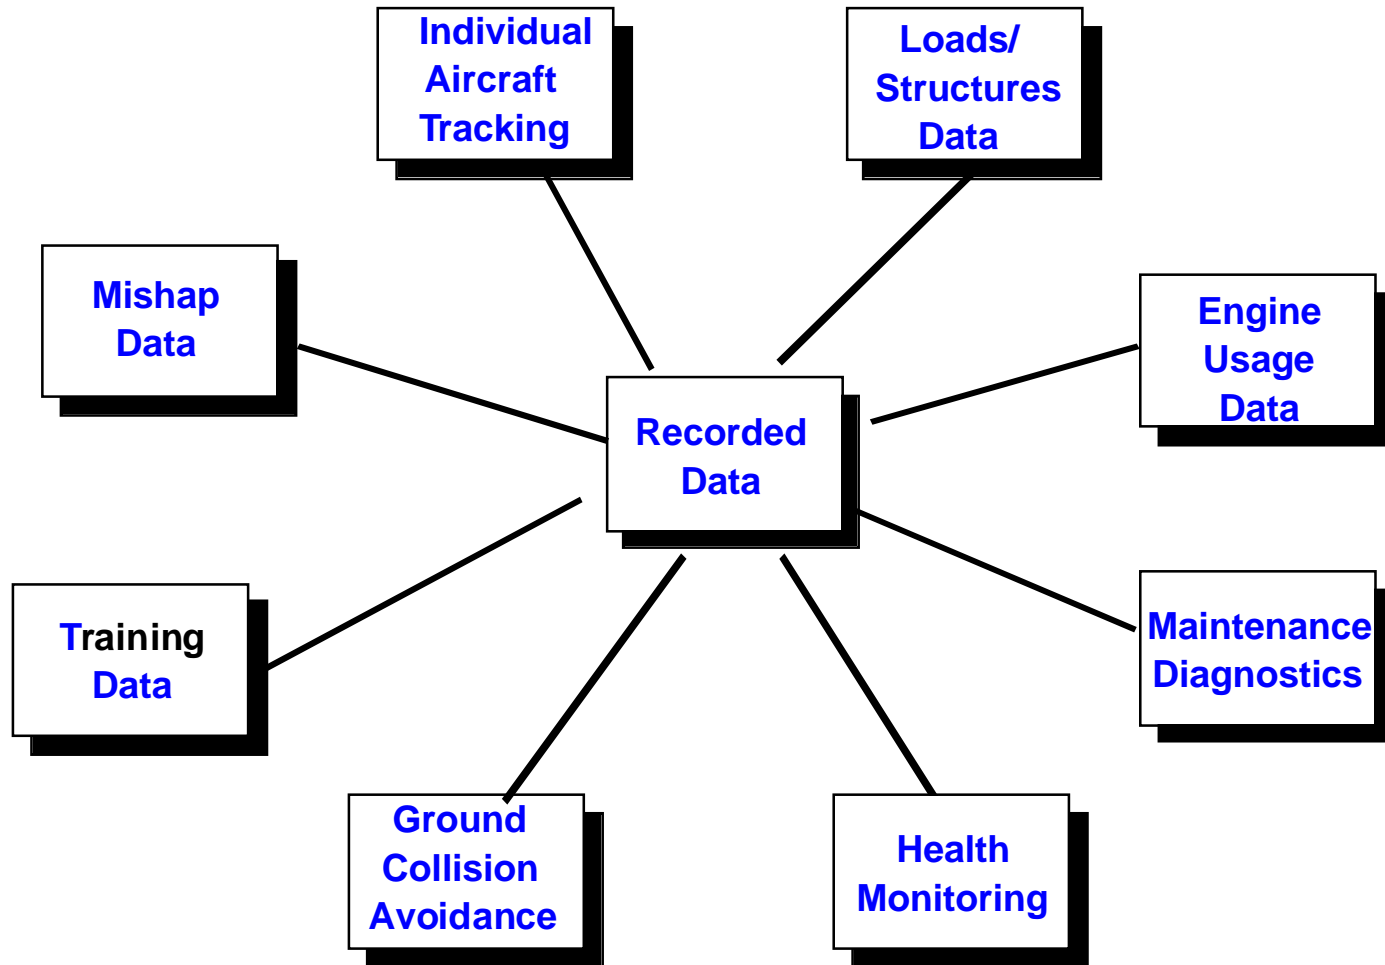 Individual
Aircraft
Tracking
Loads/
Structures
Data
Mishap
Data
Engine
Usage
Data
Recorded
Data
Training
Data
Maintenance
Diagnostics
Ground
Collision
Avoidance
Health
Monitoring